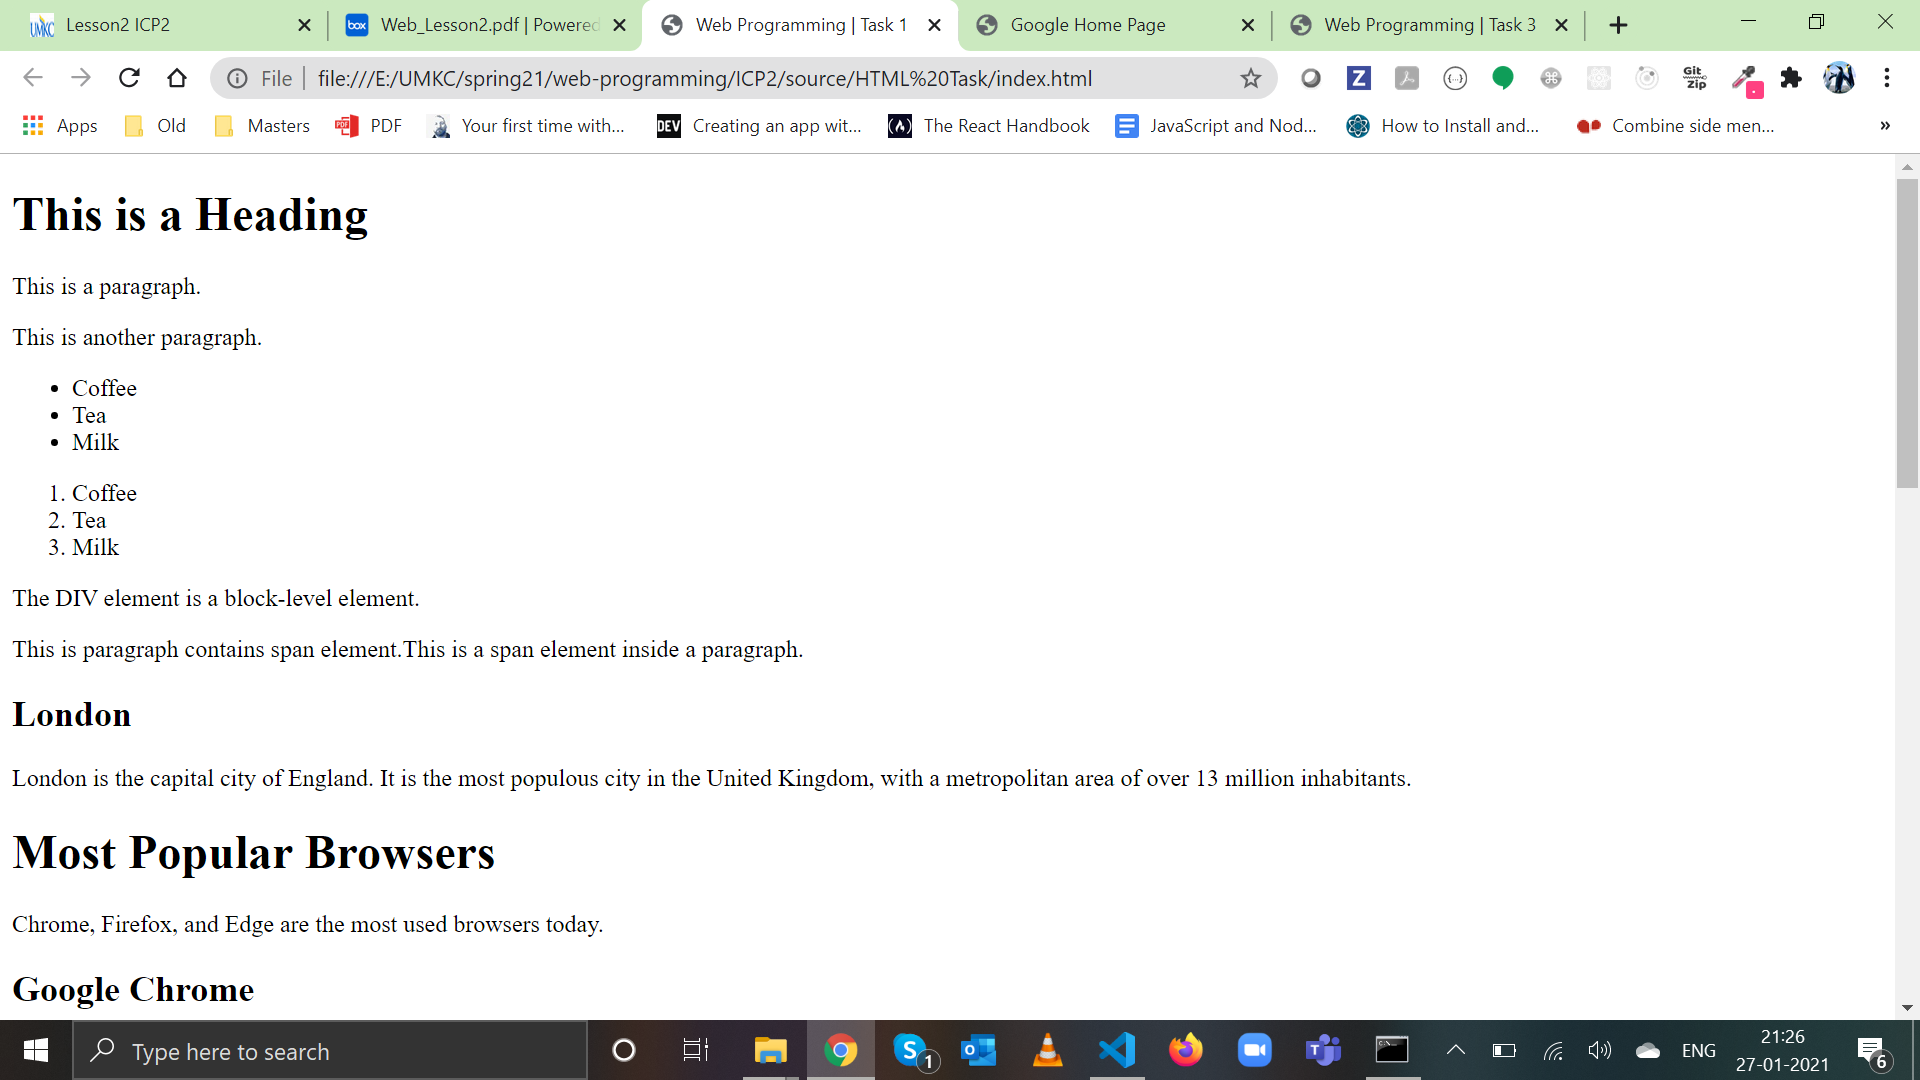 Lesson2 ICP2
Web_Lesson2.pdf | Powered
Web Programming | Task 1
Google Home Page
Web Programming | Task 3
File
file:///E:/UMKC/spring21/web-programming/ICP2/source/HTML%20Task/index.html
Git
Zip
Apps
Old
Masters
PDF
Your first time with...
DEV
Creating an app wit...
The React Handbook
JavaScript and Nod...
How to Install and...
Combine side men...
This is a Heading
This is a paragraph.
This is another paragraph.
• Coffee
• Tea
• Milk
1. Coffee
2. Tea
3. Milk
The DIV element is a block-level element.
This is paragraph contains span element.This is a span element inside a paragraph.
London
London is the capital city of England. It is the most populous city in the United Kingdom, with a metropolitan area of over 13 million inhabitants.
Most Popular Browsers
Chrome, Firefox, and Edge are the most used browsers today.
Google Chrome
Type here to search
1
ENG
21:26
27-01-2021
6